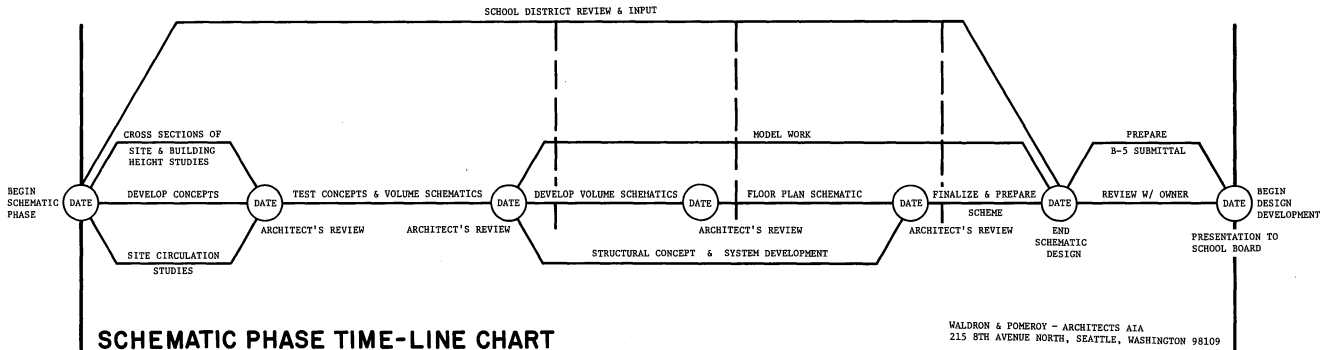 SCHOOL DISTRICT REVIEW & INPUT
CROSS SECTIONS OF
SITE & BUILDING
HEIGHT STUDIES
MODEL WORK
PREPARE
B-5 SUBMITTAL
BEGIN
SCHEMATIC
PHASE
DATE
DEVELOP CONCEPTS
DATE
TEST CONCEPTS & VOLUME SCHEMATICS
DATE
DEVELOP VOLUME SCHEMATICS
DATE
FLOOR PLAN SCHEMATIC
DATE
FINALIZE & PREPARE
SCHEME
DATE
REVIEW W/ OWNER
DATE
BEGIN
DESIGN
DEVELOPMENT
ARCHITECT'S REVIEW
ARCHITECT'S REVIEW
ARCHITECT'S REVIEW
ARCHITECT'S REVIEW
END
SCHEMATIC
DESIGN
PRESENTATION TO
SCHOOL BOARD
SITE CIRCULATION
STUDIES
STRUCTURAL CONCEPT & SYSTEM DEVELOPMENT
SCHEMATIC PHASE TIME-LINE CHART
WALDRON & POMEROY - ARCHITECTS AIA
215 8TH AVENUE NORTH, SEATTLE, WASHINGTON 98109